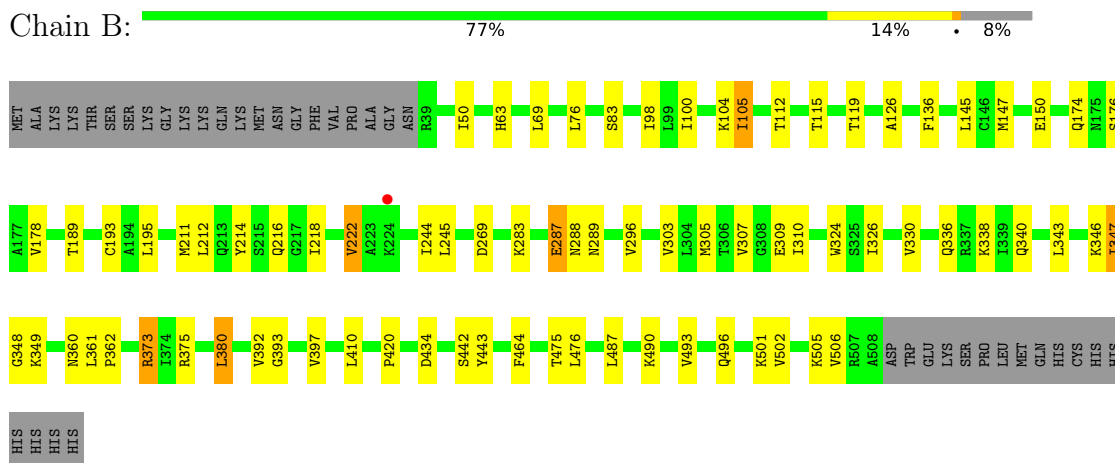 Chain B:
77% 14% • 8%
MET ALA LYS LYS THR SER SER LYS GLY LYS LYS GLN LYS MET ASN GLY PHE VAL PRO ALA GLY ASN R39 I50 H63 L69 L76 S83 I98 L99 I100 K104 I105 T112 T115 T119 A126 F136 L145 C146 M147 E150 Q174 N175 S176
A177 V178 T189 C193 A194 L195 M211 L212 Q213 Y214 S215 Q216 G217 I218 V222 A223 K224 I244 L245 D269 K283 E287 N288 N289 V296 V303 L304 M305 T306 V307 G308 E309 I310 W324 S325 I326 V330 Q336 R337 K338 I339 Q340 L343 K346 I347
G348 K349 N360 L361 P362 R373 I374 R375 L380 V392 G393 V397 L410 P420 D434 S442 Y443 F464 T475 L476 L487 K490 V493 Q496 K501 V502 K505 V506 R507 A508 ASP TRP GLU LYS SER PRO LEU MET GLN HIS CYS HIS HIS
HIS HIS HIS HIS